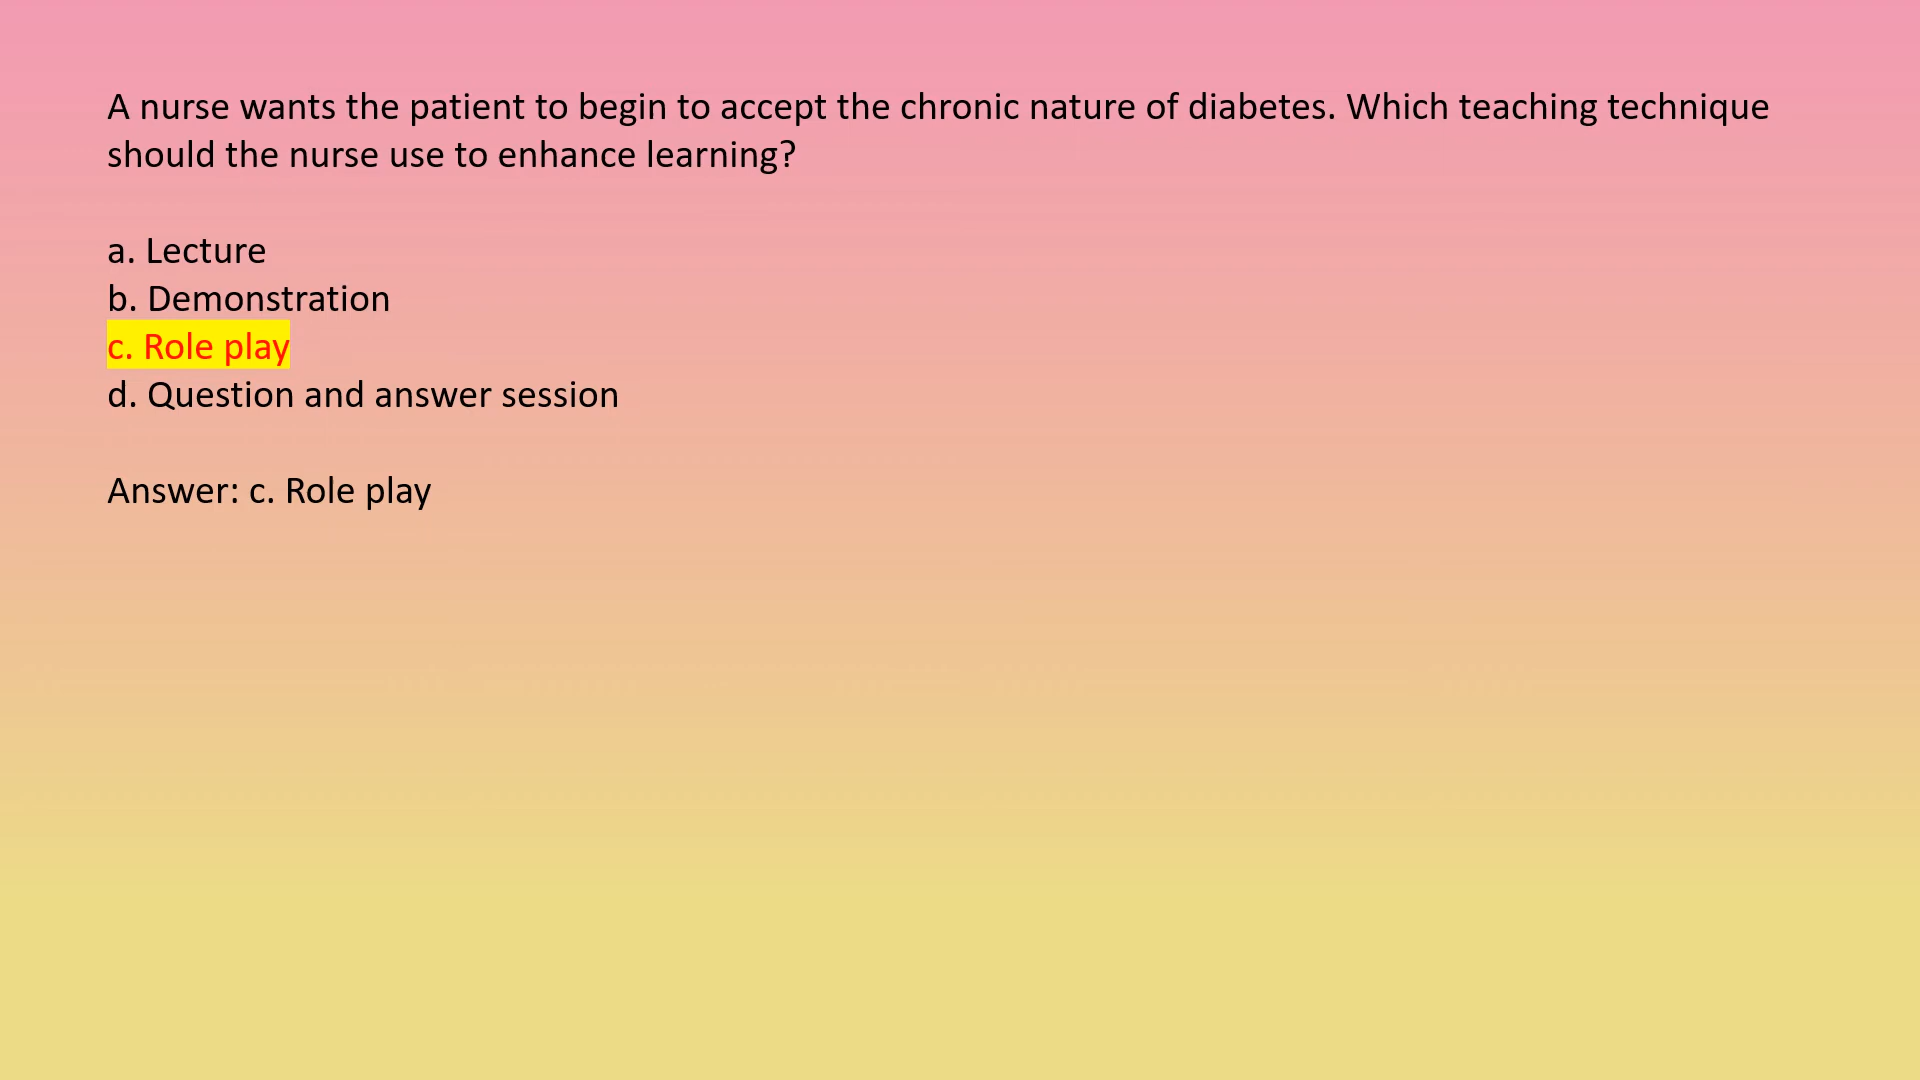 A nurse wants the patient to begin to accept the chronic nature of diabetes. Which teaching technique
should the nurse use to enhance learning?
a. Lecture
b. Demonstration
c. Role play
d. Question and answer session
Answer: c. Role play